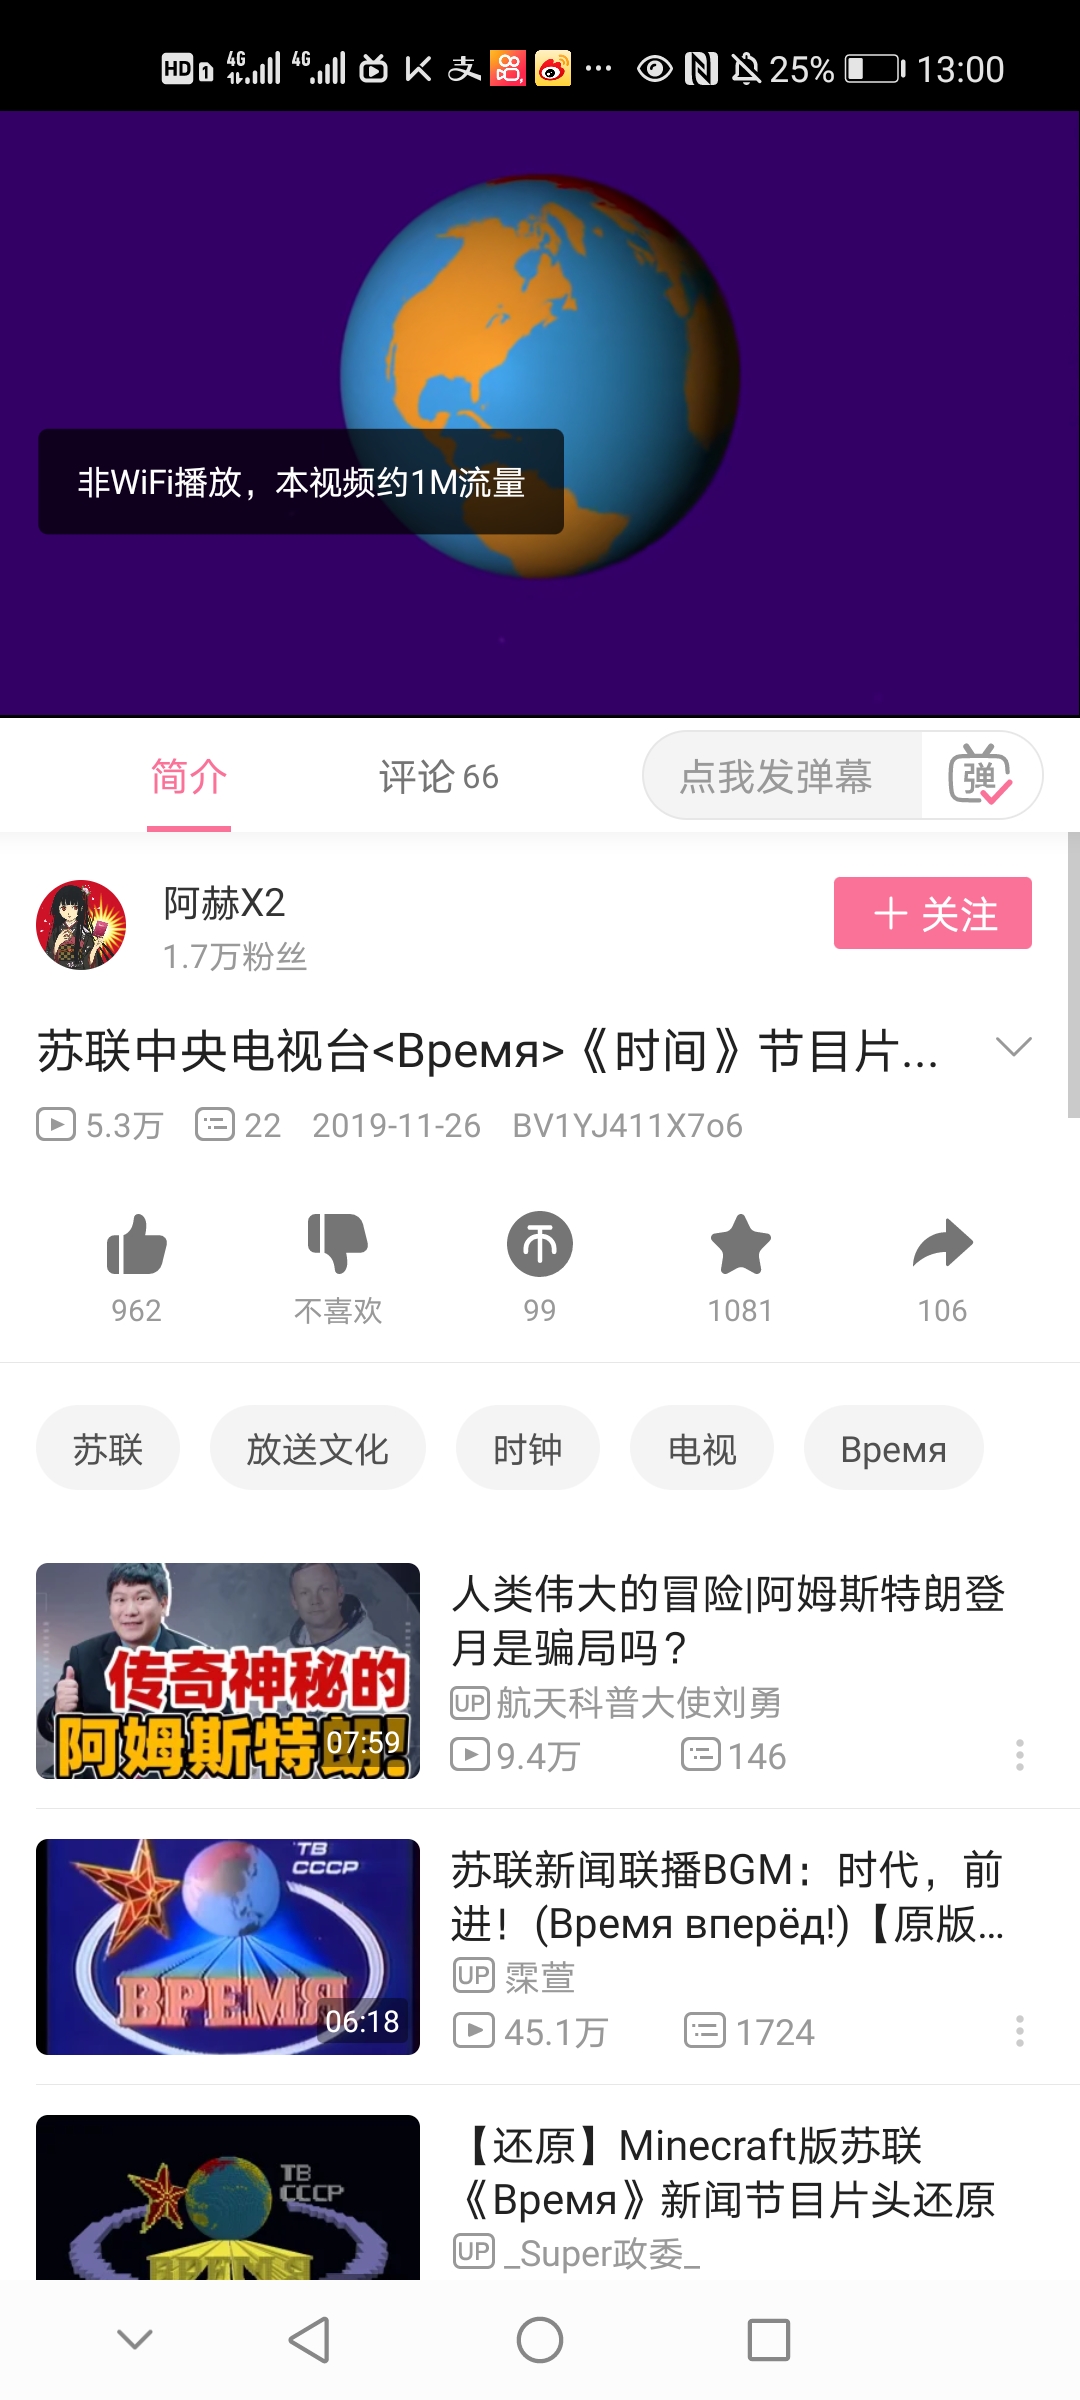 HD 1 4G 4G K 支 ··· 25% 13:00
非WiFi播放，本视频约1M流量
简介 评论 66 点我发弹幕 弹
阿赫X2
1.7万粉丝
＋ 关注
苏联中央电视台<Время>《时间》节目片...
5.3万 22 2019-11-26 BV1YJ411X7o6
962 不喜欢 99 1081 106
苏联 放送文化 时钟 电视 Время
传奇神秘的
阿姆斯特朗!
07:59
人类伟大的冒险|阿姆斯特朗登
月是骗局吗？
UP 航天科普大使刘勇
9.4万 146
ТВ
СССР
ВРЕМЯ
06:18
苏联新闻联播BGM：时代，前
进！(Время вперёд!)【原版...
UP 霂萱
45.1万 1724
ТВ
СССР
ВРЕМЯ
【还原】Minecraft版苏联
《Время》新闻节目片头还原
UP _Super政委_